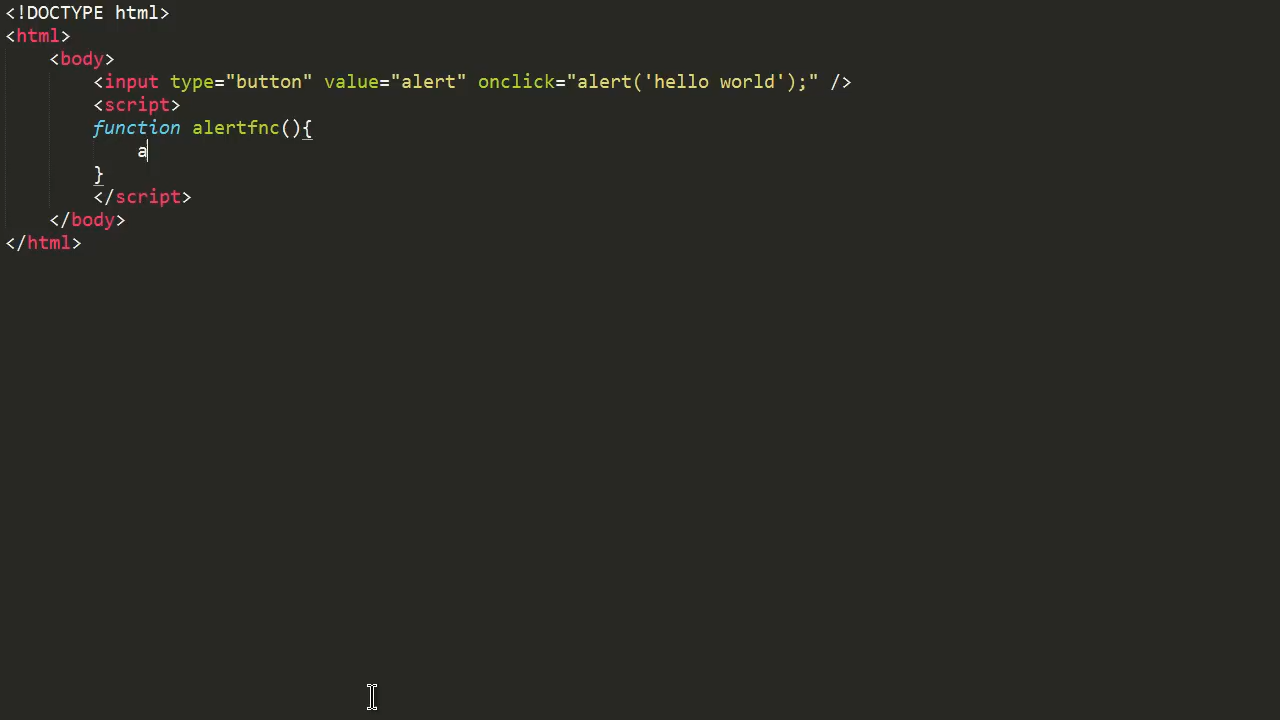 <!DOCTYPE html>
<html>
    <body>
        <input type="button" value="alert" onclick="alert('hello world');" />
        <script>
        function alertfnc(){
            a
        }
        </script>
    </body>
</html>